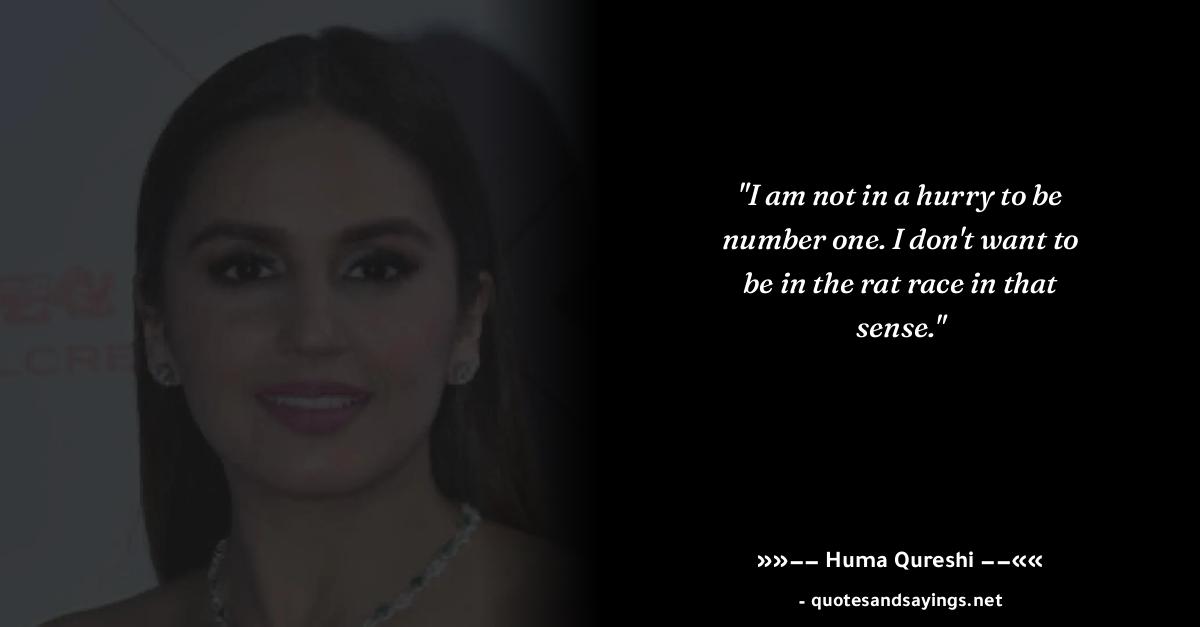 "I am not in a hurry to be
number one. I don't want to
be in the rat race in that
sense."
»»−− Huma Qureshi −−««
- quotesandsayings.net
LCRE